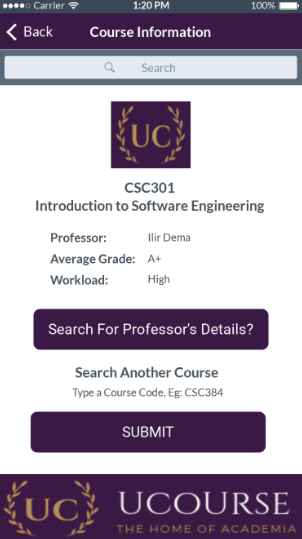 Carrier 1:20 PM 100%
Back Course Information
Search
UC
CSC301
Introduction to Software Engineering
Professor: Ilir Dema
Average Grade: A+
Workload: High
Search For Professor's Details?
Search Another Course
Type a Course Code, Eg: CSC384
SUBMIT
UC UCOURSE
THE HOME OF ACADEMIA